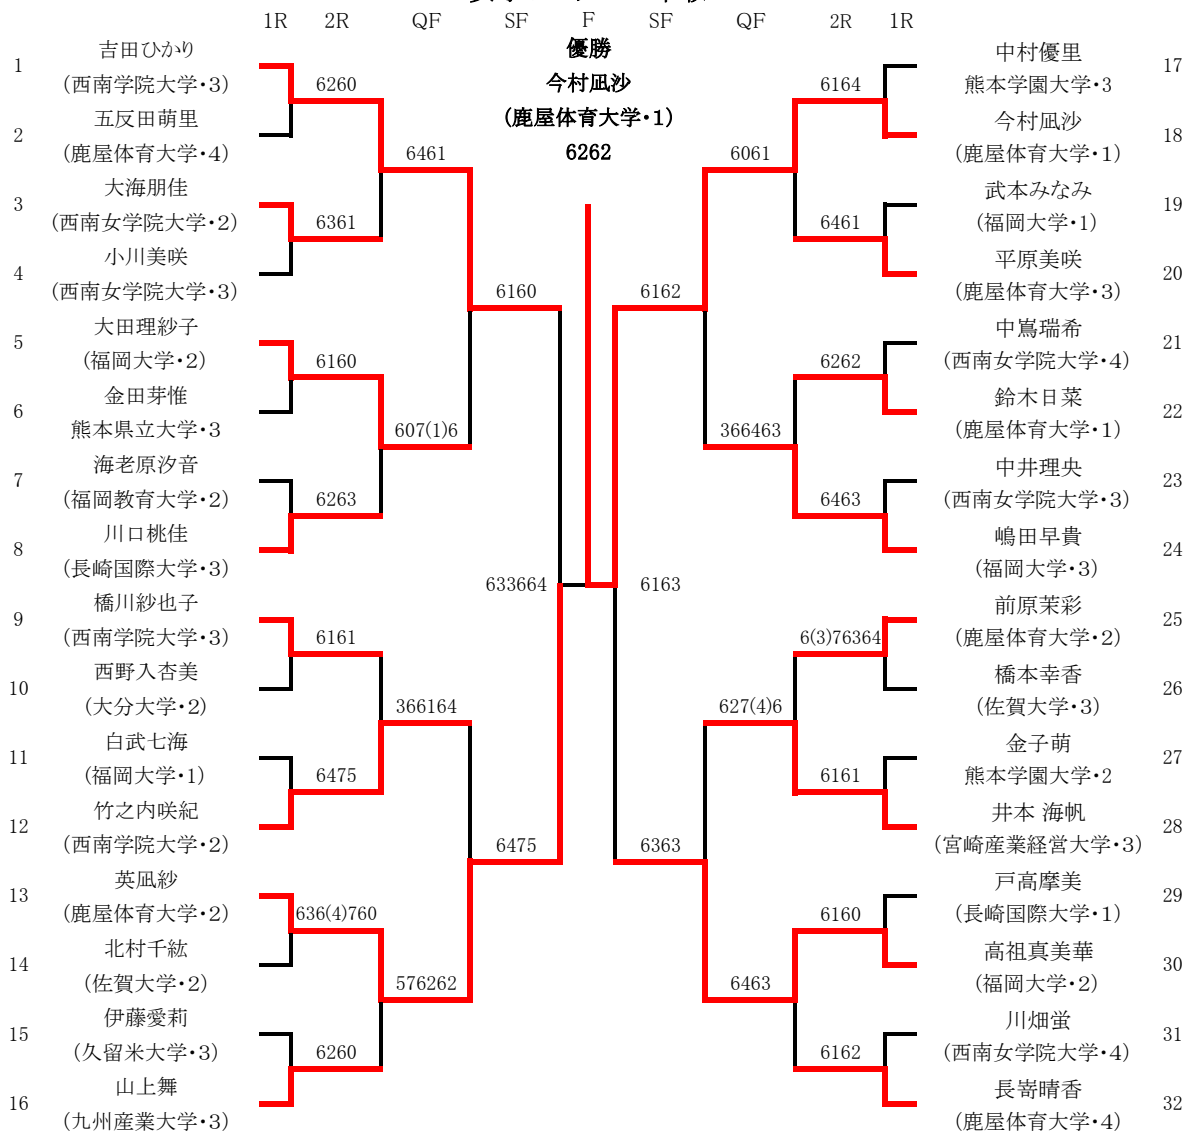 1R 2R QF SF F SF QF 2R 1R
優勝
今村凪沙
(鹿屋体育大学・1)
6262
1 吉田ひかり
(西南学院大学・3)
6260
2 五反田萌里
(鹿屋体育大学・4)
6461
3 大海朋佳
(西南女学院大学・2)
6361
4 小川美咲
(西南女学院大学・3)
6160
5 大田理紗子
(福岡大学・2)
6160
6 金田芽惟
熊本県立大学・3
607(1)6
7 海老原汐音
(福岡教育大学・2)
6263
8 川口桃佳
(長崎国際大学・3)
633664
9 橋川紗也子
(西南学院大学・3)
6161
10 西野入杏美
(大分大学・2)
366164
11 白武七海
(福岡大学・1)
6475
12 竹之内咲紀
(西南学院大学・2)
6475
13 英凪紗
(鹿屋体育大学・2)
636(4)760
14 北村千紘
(佐賀大学・2)
576262
15 伊藤愛莉
(久留米大学・3)
6260
16 山上舞
(九州産業大学・3)
中村優里 17
熊本学園大学・3
6164
今村凪沙 18
(鹿屋体育大学・1)
6061
武本みなみ 19
(福岡大学・1)
6461
平原美咲 20
(鹿屋体育大学・3)
6162
中嶌瑞希 21
(西南女学院大学・4)
6262
鈴木日菜 22
(鹿屋体育大学・1)
366463
中井理央 23
(西南女学院大学・3)
6463
嶋田早貴 24
(福岡大学・3)
6163
前原茉彩 25
(鹿屋体育大学・2)
6(3)76364
橋本幸香 26
(佐賀大学・3)
627(4)6
金子萌 27
熊本学園大学・2
6161
井本 海帆 28
(宮崎産業経営大学・3)
6363
戸高摩美 29
(長崎国際大学・1)
6160
高祖真美華 30
(福岡大学・2)
6463
川畑蛍 31
(西南女学院大学・4)
6162
長嵜晴香 32
(鹿屋体育大学・4)